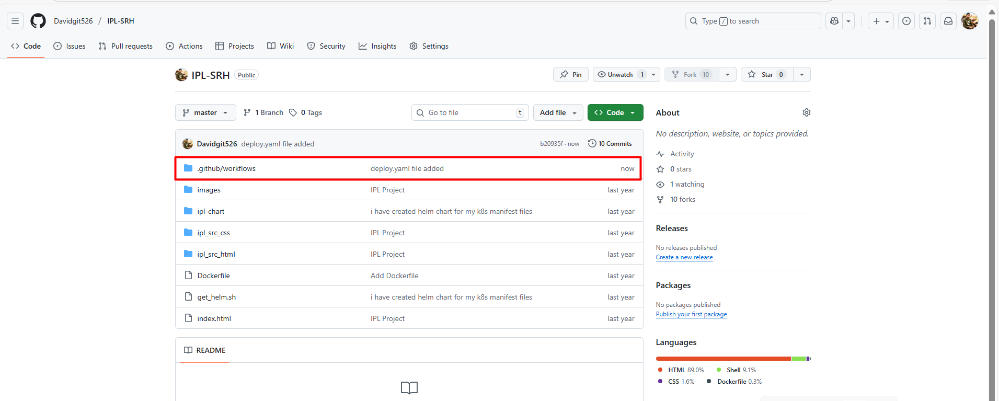 Davidgit526 / IPL-SRH
Type / to search
Code Issues Pull requests Actions Projects Wiki Security Insights Settings
IPL-SRH Public
Pin Unwatch 1 Fork 10 Star 0
master 1 Branch 0 Tags Go to file t Add file Code
Davidgit526 deploy.yaml file added b20935f · now 10 Commits
.github/workflows deploy.yaml file added now
images IPL Project last year
ipl-chart i have created helm chart for my k8s manifest files last year
ipl_src_css IPL Project last year
ipl_src_html IPL Project last year
Dockerfile Add Dockerfile last year
get_helm.sh i have created helm chart for my k8s manifest files last year
index.html IPL Project last year
README
About
No description, website, or topics provided.
Activity
0 stars
1 watching
10 forks
Releases
No releases published
Create a new release
Packages
No packages published
Publish your first package
Languages
HTML 89.0% Shell 9.1%
CSS 1.6% Dockerfile 0.3%